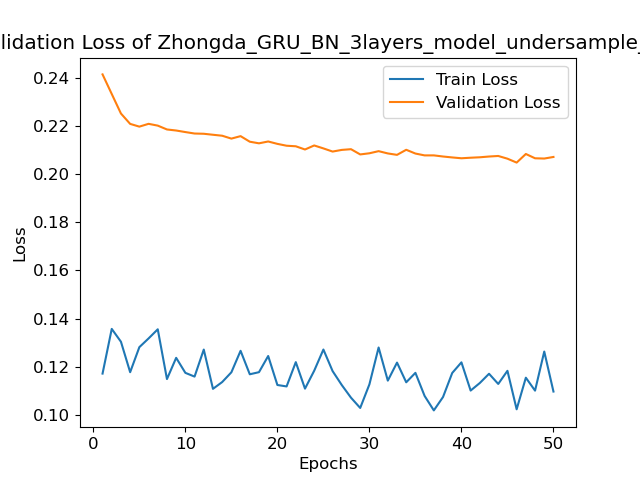 lidation Loss of Zhongda_GRU_BN_3layers_model_undersample_
Train Loss
Validation Loss
0.24
0.22
0.20
0.18
0.16
0.14
0.12
0.10
Loss
0 10 20 30 40 50
Epochs